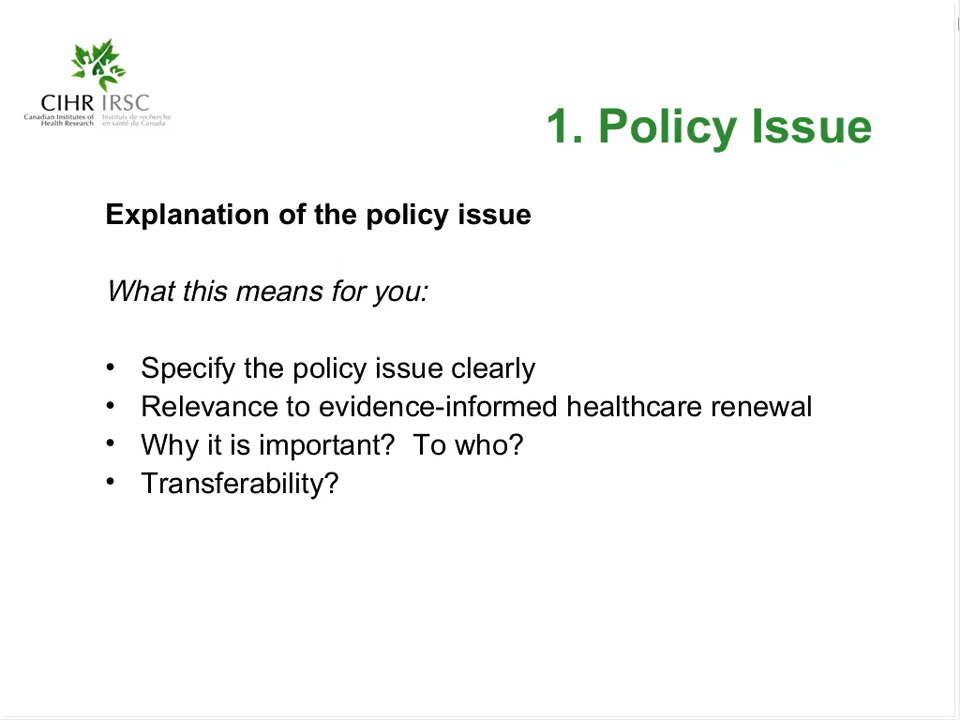 CIHR IRSC
Canadian Institutes of Health Research
Instituts de recherche en santé du Canada
1. Policy Issue
Explanation of the policy issue
What this means for you:
• Specify the policy issue clearly
• Relevance to evidence-informed healthcare renewal
• Why it is important?  To who?
• Transferability?